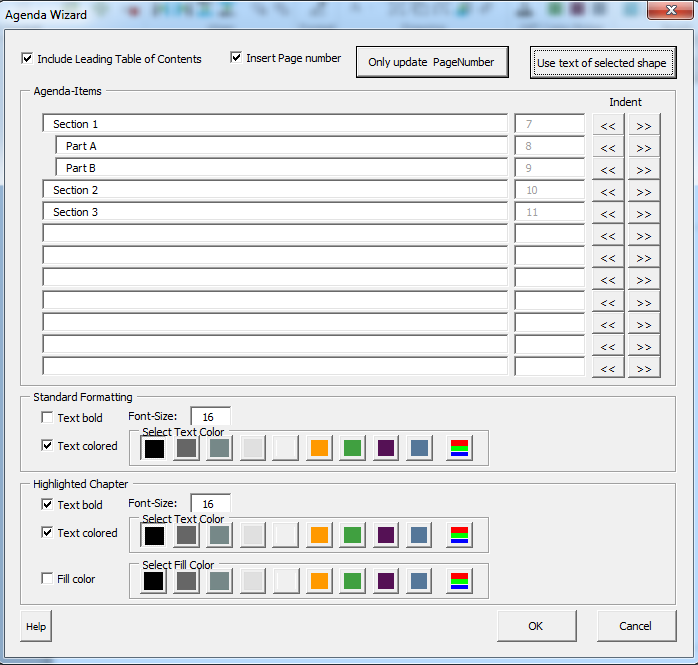 Agenda Wizard
Include Leading Table of Contents
Insert Page number
Only update PageNumber
Use text of selected shape
Agenda-Items
Indent
Section 1 7 << >>
Part A 8 << >>
Part B 9 << >>
Section 2 10 << >>
Section 3 11 << >>
<< >>
<< >>
<< >>
<< >>
<< >>
<< >>
<< >>
Standard Formatting
Text bold Font-Size: 16
Select Text Color
Text colored
Highlighted Chapter
Text bold Font-Size: 16
Select Text Color
Text colored
Select Fill Color
Fill color
Help OK Cancel